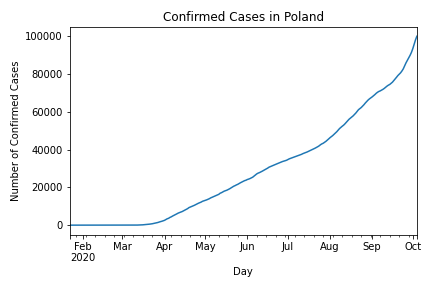 Confirmed Cases in Poland
100000
80000
60000
40000
20000
0
Number of Confirmed Cases
Feb Mar Apr May Jun Jul Aug Sep Oct
2020
Day